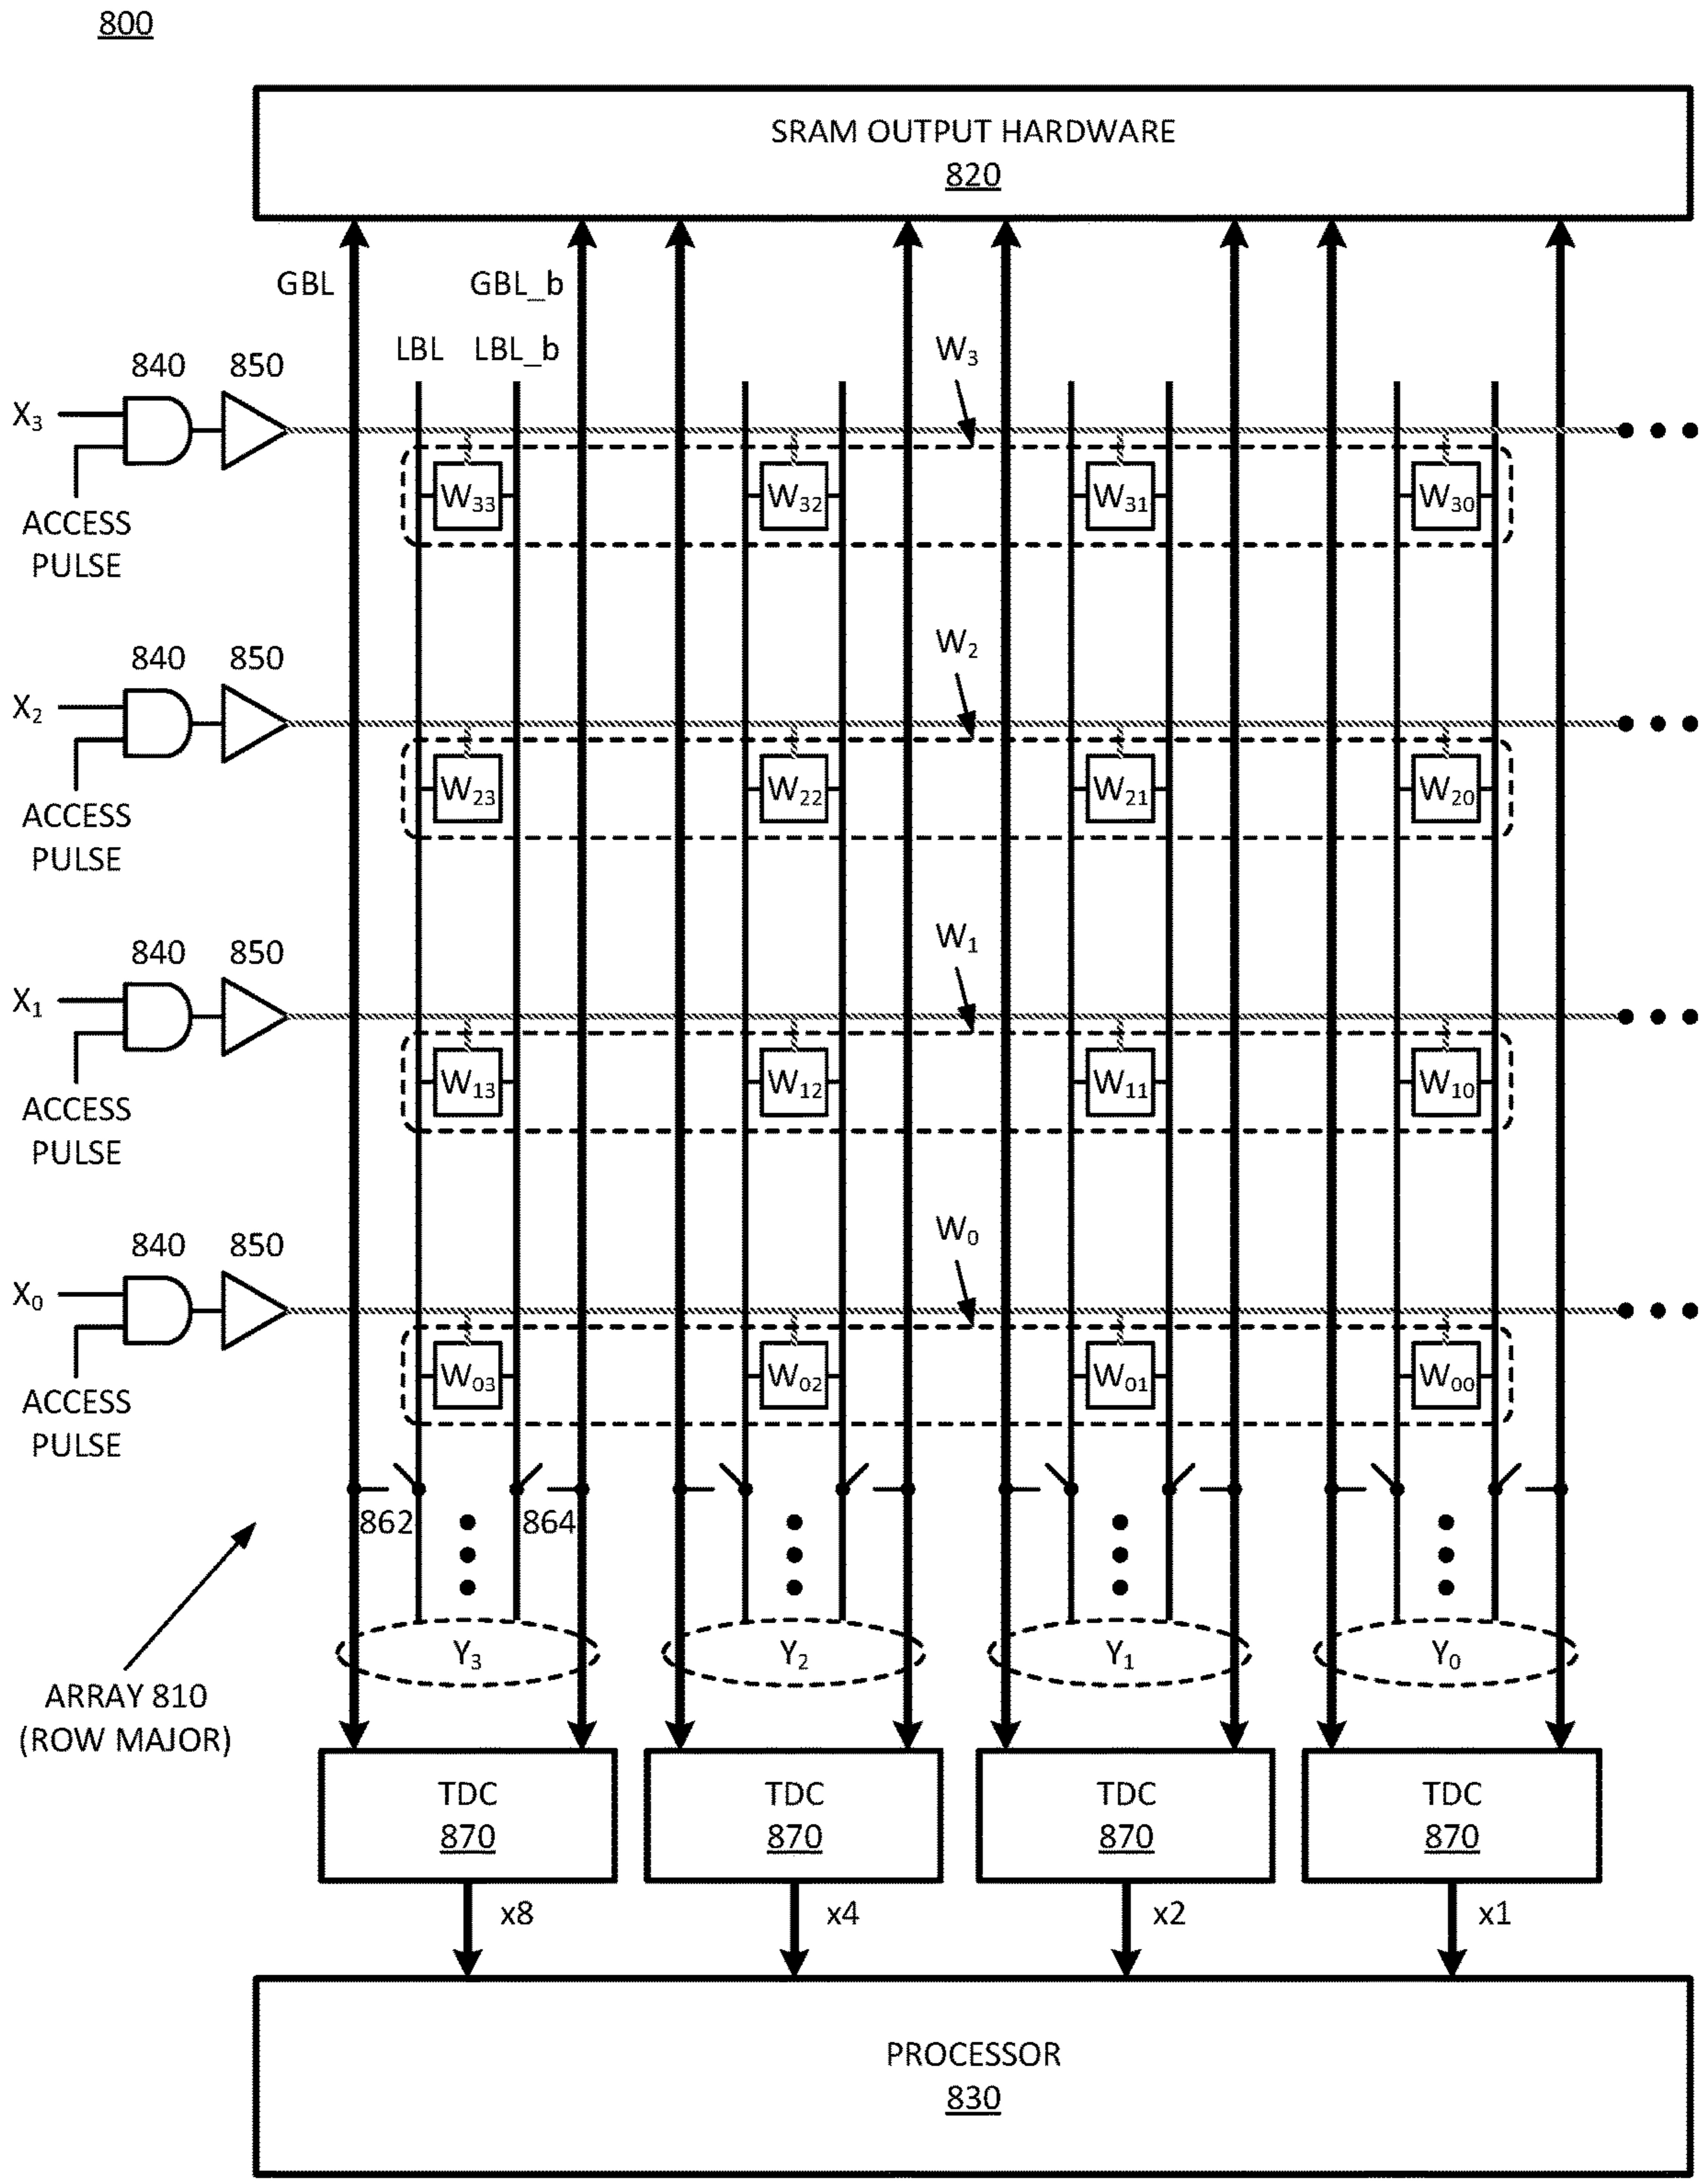 800
SRAM OUTPUT HARDWARE
820
GBL GBL_b
LBL LBL_b W₃
840 850
X₃
W₃₃ W₃₂ W₃₁ W₃₀
ACCESS
PULSE
W₂
840 850
X₂
W₂₃ W₂₂ W₂₁ W₂₀
ACCESS
PULSE
W₁
840 850
X₁
W₁₃ W₁₂ W₁₁ W₁₀
ACCESS
PULSE
W₀
840 850
X₀
W₀₃ W₀₂ W₀₁ W₀₀
ACCESS
PULSE
862 864
Y₃ Y₂ Y₁ Y₀
ARRAY 810
(ROW MAJOR)
TDC TDC TDC TDC
870 870 870 870
x8 x4 x2 x1
PROCESSOR
830